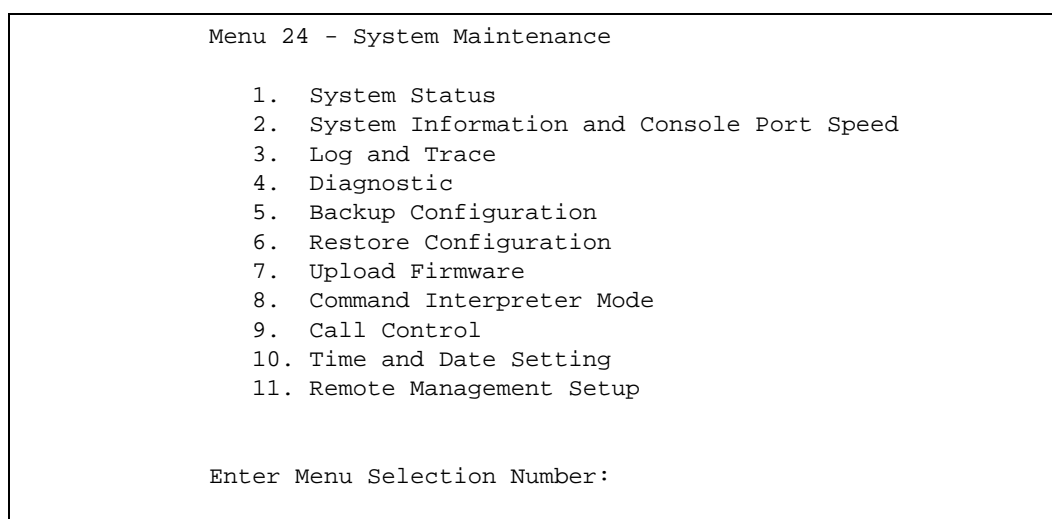 Menu 24 - System Maintenance
1. System Status
2. System Information and Console Port Speed
3. Log and Trace
4. Diagnostic
5. Backup Configuration
6. Restore Configuration
7. Upload Firmware
8. Command Interpreter Mode
9. Call Control
10. Time and Date Setting
11. Remote Management Setup
Enter Menu Selection Number: